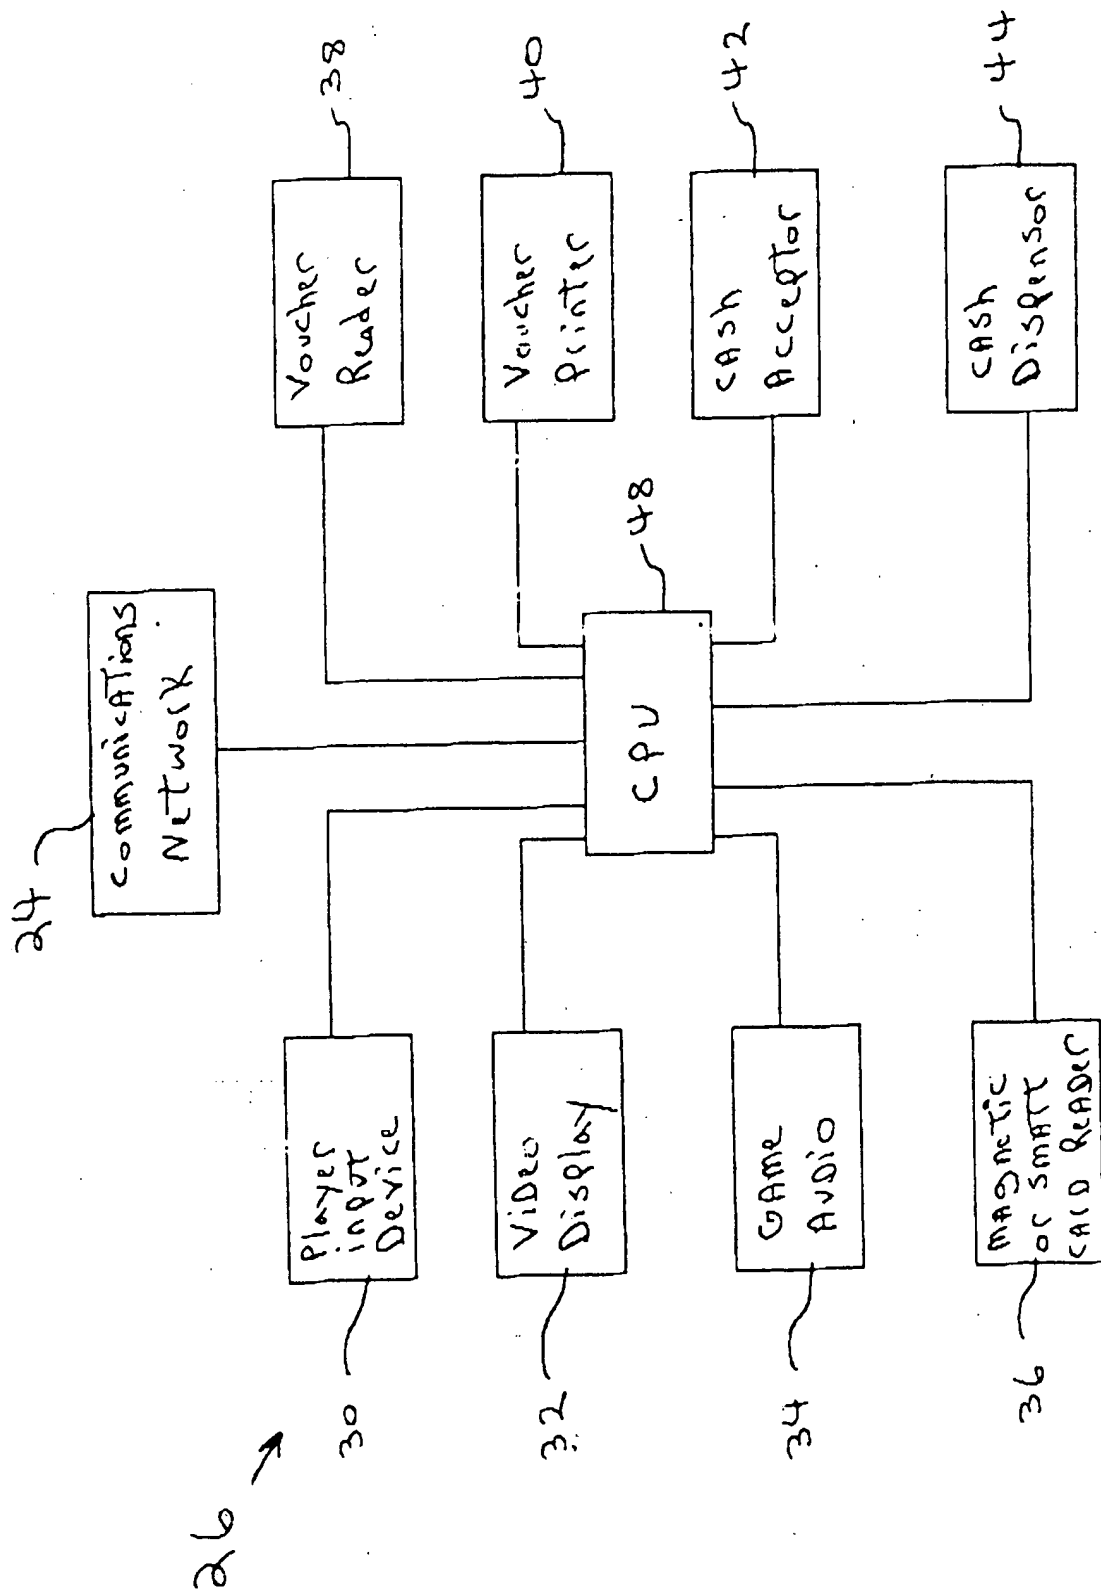 26
24
Communications
Network
30
Player
input
Device
32
Video
Display
34
Game
Audio
36
Magnetic
or Smart
Card Reader
CPU
48
38
Voucher
Reader
40
Voucher
Printer
42
Cash
Acceptor
44
Cash
Dispensor